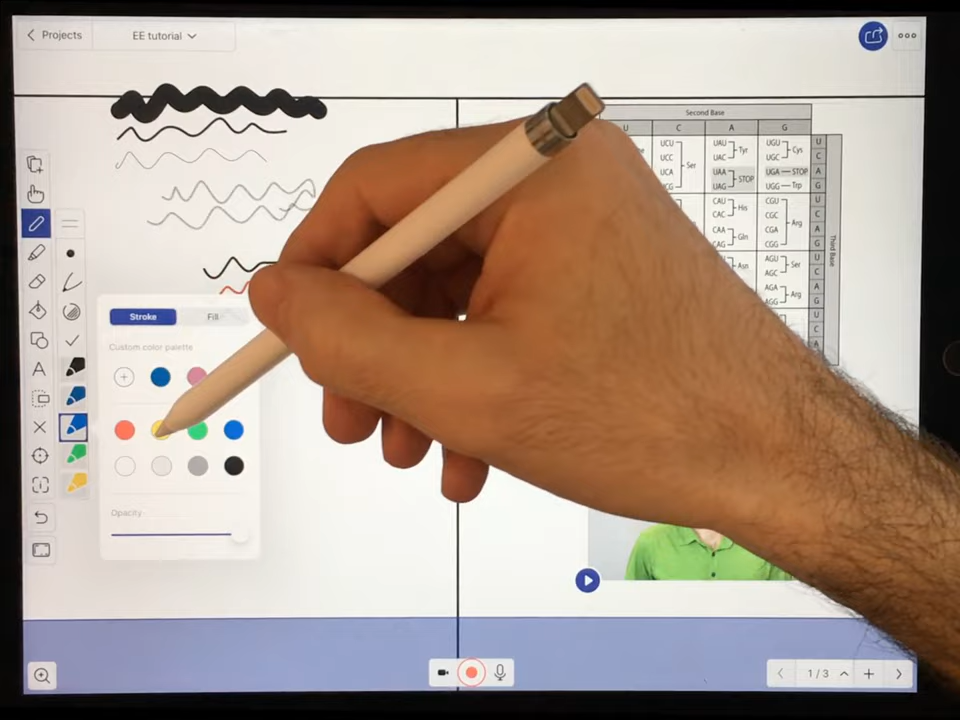 Projects
EE tutorial
Second Base
U C A G
UCU Ser UAU Tyr UGU Cys U
UCC UAC UGC C
UCA UAA STOP UGA STOP A
UAG UGG Trp G
CAU His CGU Arg U
CAC CGC C
CAA Gln CGA A
CAG CGG G
Asn AGU Ser U
AGC C
AGA Arg A
AGG G
U
C
A
Third Base
Stroke
Fill
Custom color palette
A
Opacity
1 / 3